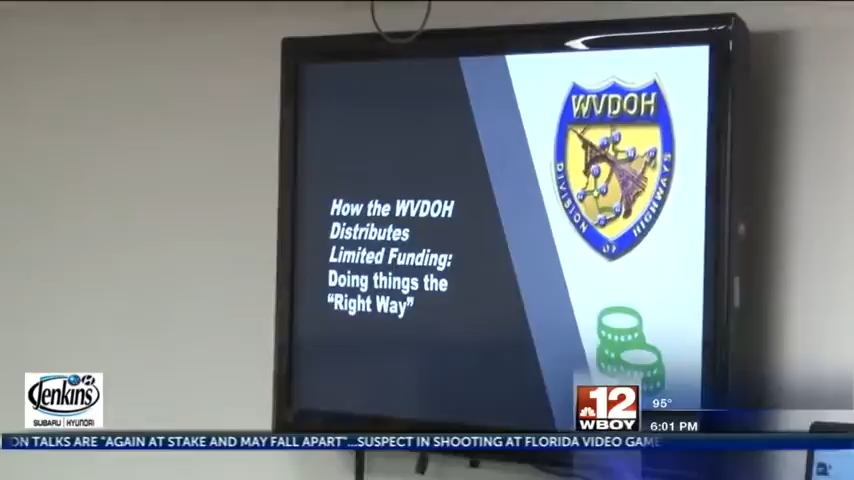 WVDOH
DIVISION OF HIGHWAYS
How the WVDOH
Distributes
Limited Funding:
Doing things the
“Right Way”
Jenkins
SUBARU HYUNDAI
12
WBOY
95°
6:01 PM
ON TALKS ARE "AGAIN AT STAKE AND MAY FALL APART"...SUSPECT IN SHOOTING AT FLORIDA VIDEO GAME